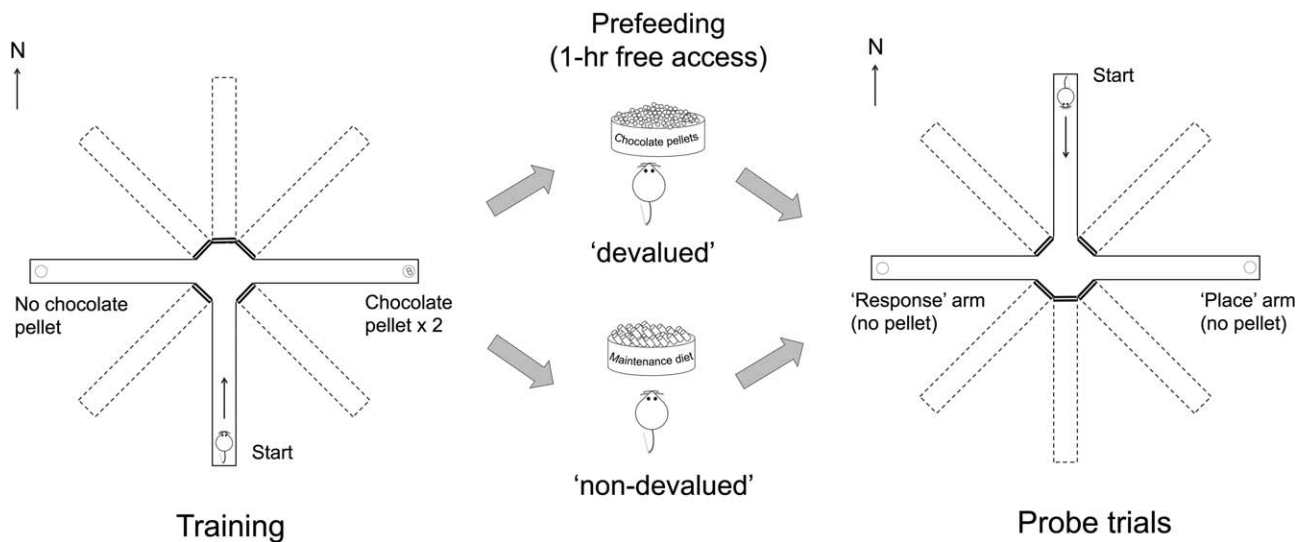 Prefeeding
(1-hr free access)
N
No chocolate
pellet
Chocolate
pellet x 2
Start
Training
Chocolate pellets
‘devalued’
Maintenance diet
‘non-devalued’
N
Start
‘Response’ arm
(no pellet)
‘Place’ arm
(no pellet)
Probe trials